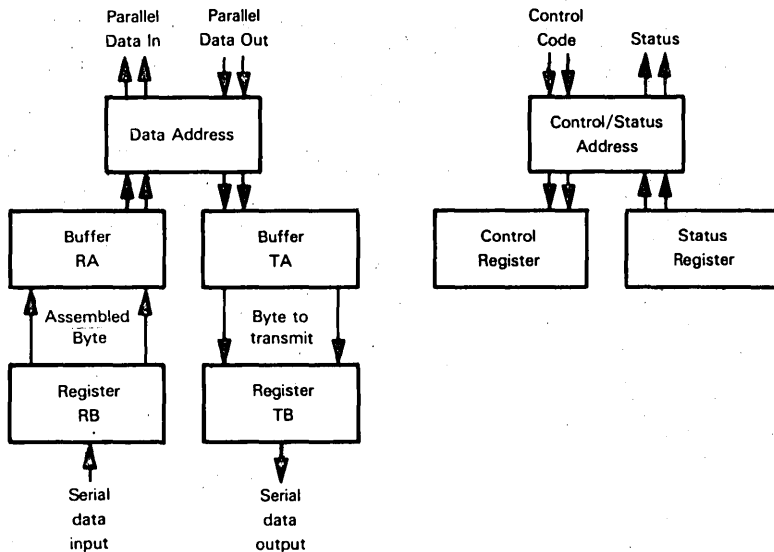 Parallel
Data In
Parallel
Data Out
Control
Code
Status
Data Address
Control/Status
Address
Buffer
RA
Buffer
TA
Control
Register
Status
Register
Assembled
Byte
Byte to
transmit
Register
RB
Register
TB
Serial
data
input
Serial
data
output